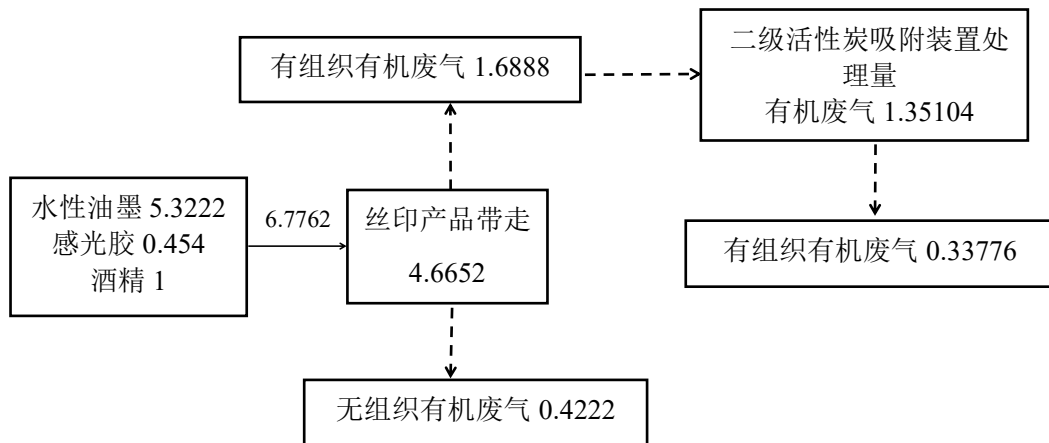 二级活性炭吸附装置处
理量
有机废气 1.35104
有组织有机废气 1.6888
水性油墨 5.3222
感光胶 0.454
酒精 1
6.7762
丝印产品带走
4.6652
有组织有机废气 0.33776
无组织有机废气 0.4222